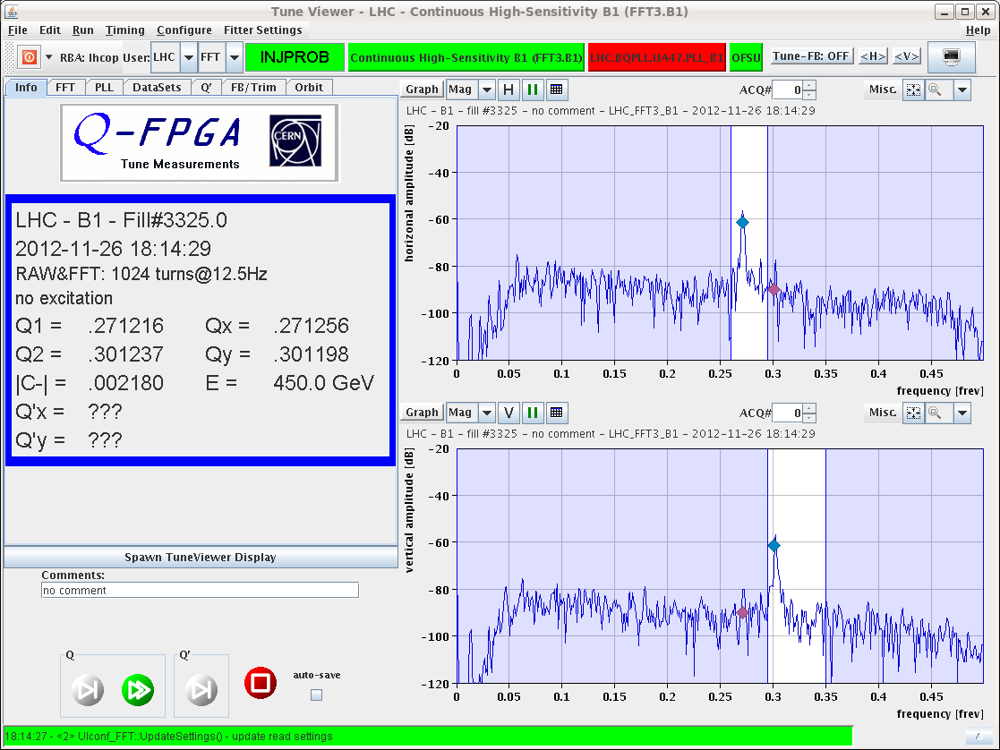 Tune Viewer - LHC - Continuous High-Sensitivity B1 (FFT3.B1)
File Edit Run Timing Configure Fitter Settings Help
RBA: lhcop User: LHC FFT INJPROB Continuous High-Sensitivity B1 (FFT3.B1) LHC.BQPLL.UA47.PLL_B1 OFSU Tune-FB: OFF <H> <V>
Info FFT PLL DataSets Q' FB/Trim Orbit
Q-FPGA
Tune Measurements
CERN
LHC - B1 - Fill#3325.0
2012-11-26 18:14:29
RAW&FFT: 1024 turns@12.5Hz
no excitation
Q1 = .271216 Qx = .271256
Q2 = .301237 Qy = .301198
|C-| = .002180 E = 450.0 GeV
Q'x = ???
Q'y = ???
Spawn TuneViewer Display
Comments:
no comment
Q
Q'
auto-save
Graph Mag H ACQ# 0 Misc.
LHC - B1 - fill #3325 - no comment - LHC_FFT3_B1 - 2012-11-26 18:14:29
horizonal amplitude [dB]
-20
-40
-60
-80
-100
-120
0 0.05 0.1 0.15 0.2 0.25 0.3 0.35 0.4 0.45
frequency [frev]
Graph Mag V ACQ# 0 Misc.
LHC - B1 - fill #3325 - no comment - LHC_FFT3_B1 - 2012-11-26 18:14:29
vertical amplitude [dB]
-20
-40
-60
-80
-100
-120
0 0.05 0.1 0.15 0.2 0.25 0.3 0.35 0.4 0.45
frequency [frev]
18:14:27 - <2> UIconf_FFT::UpdateSettings() - update read settings